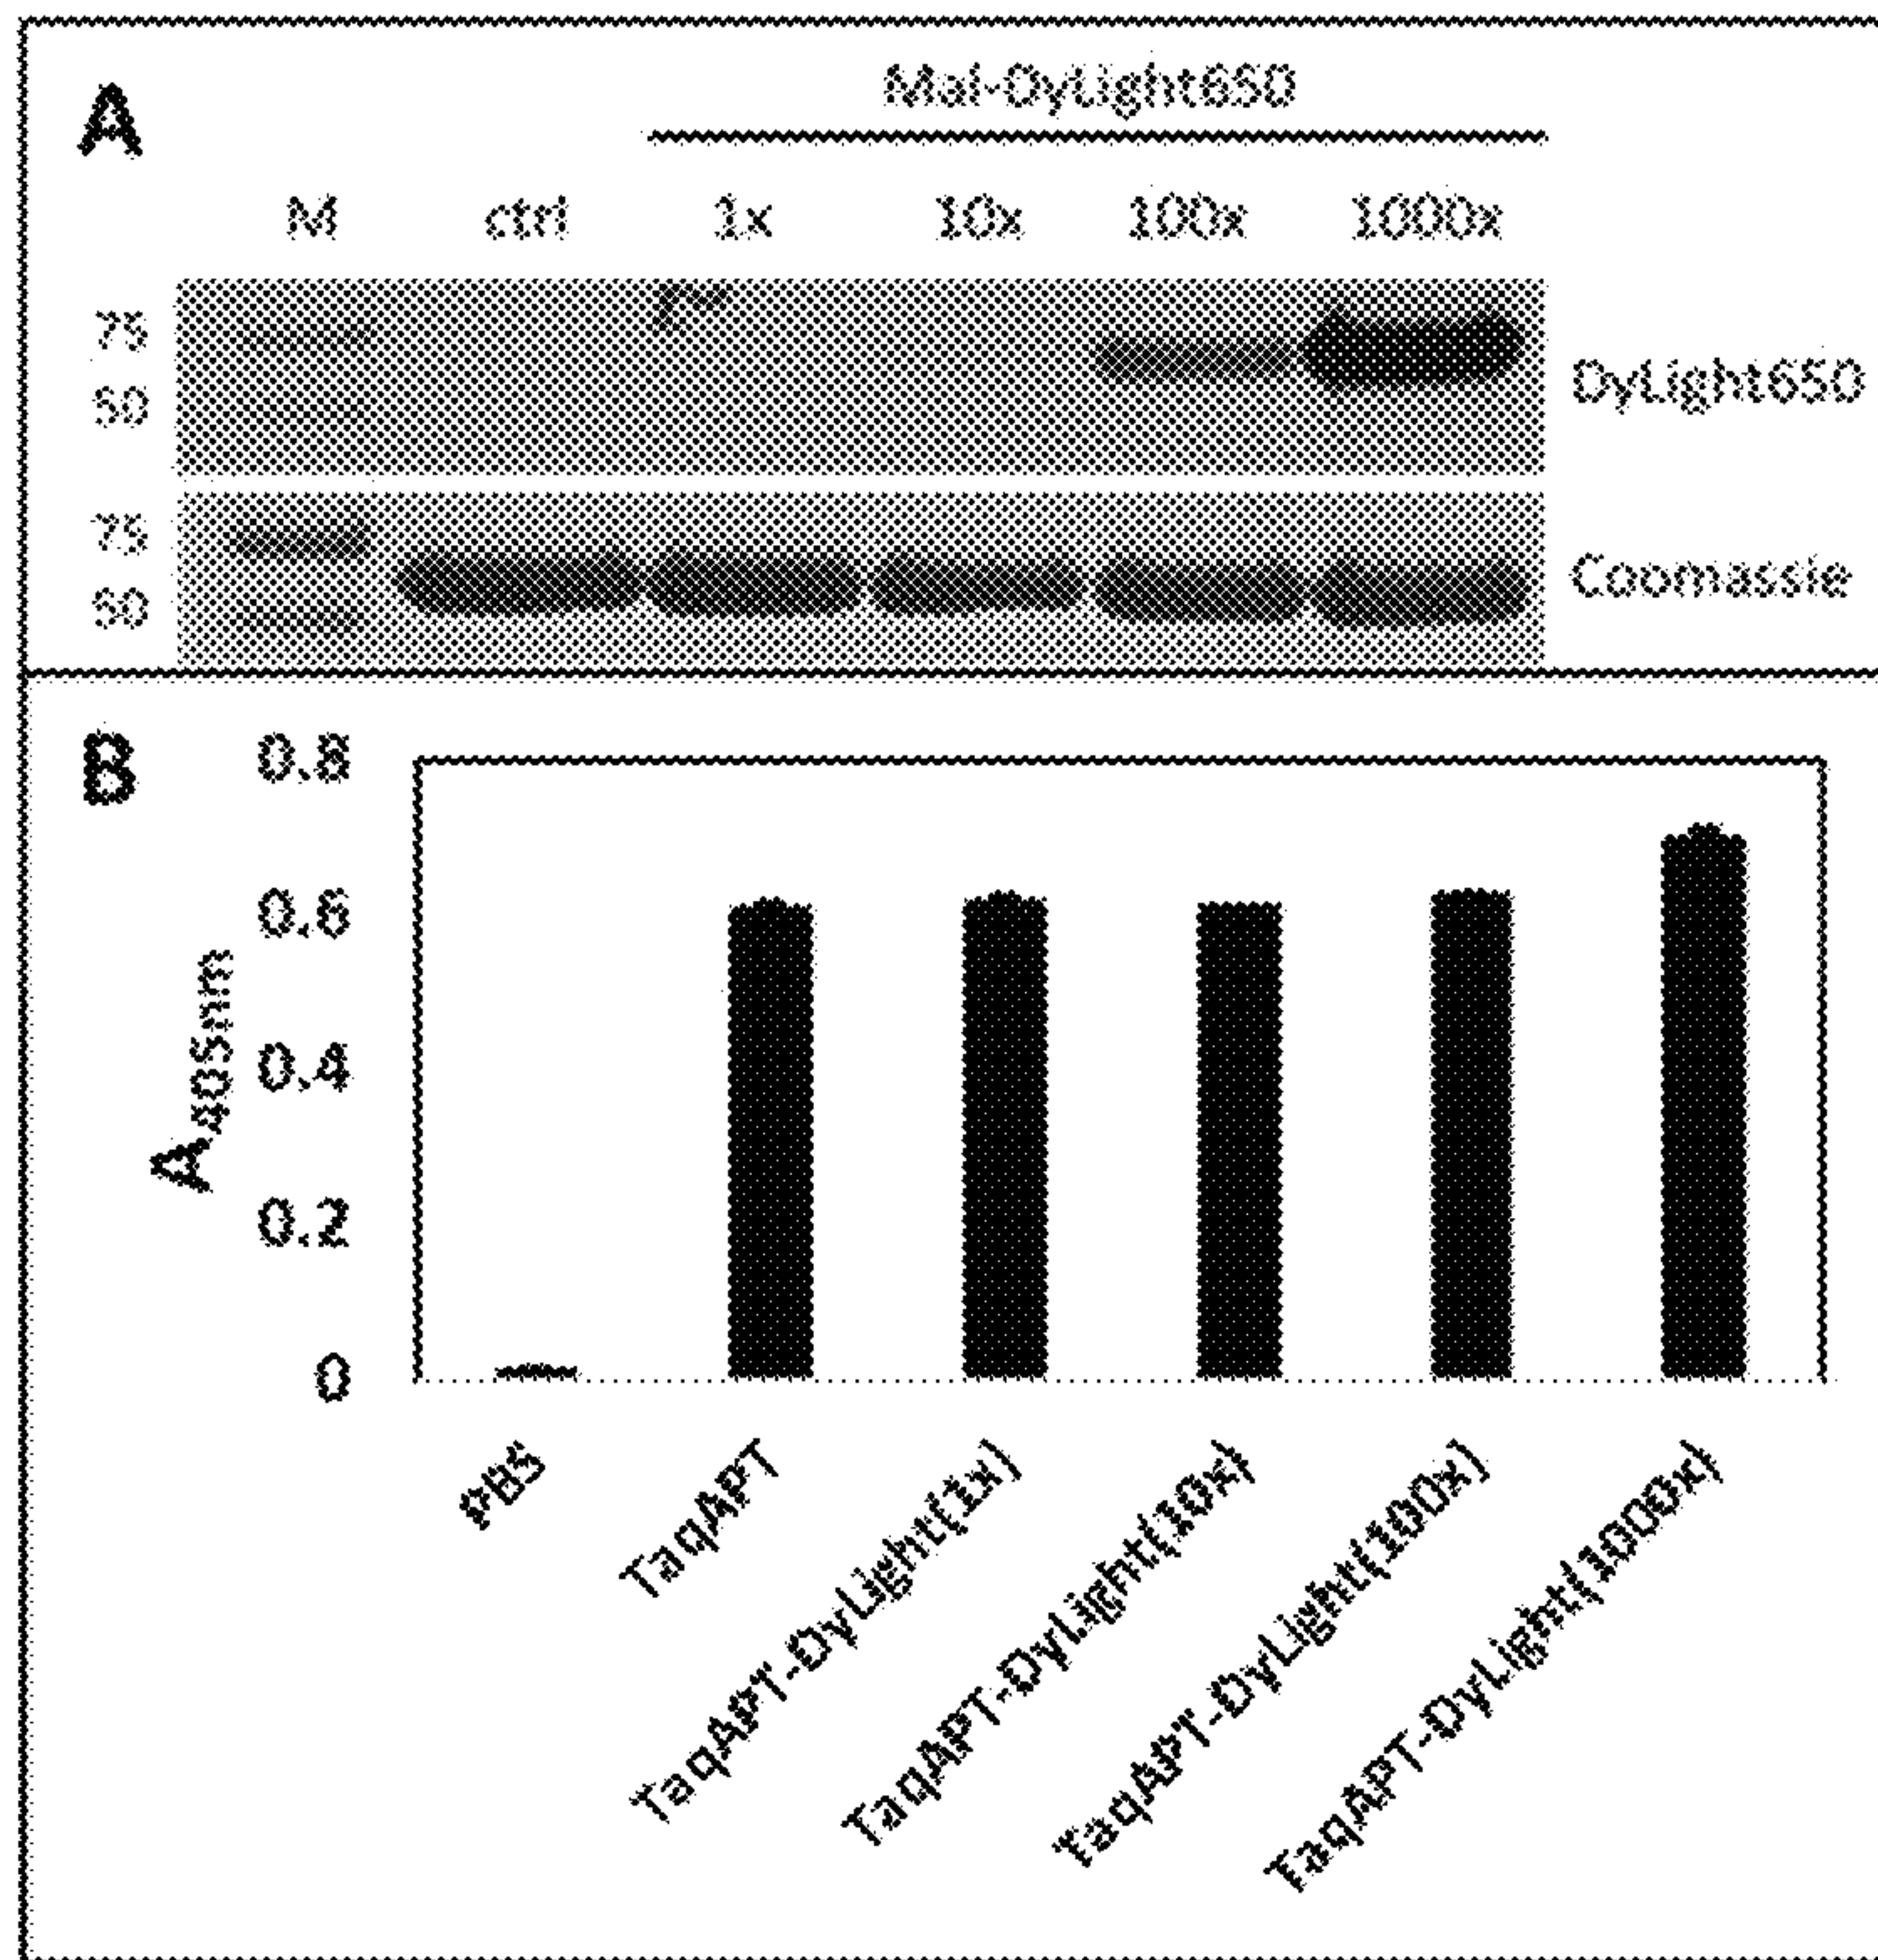 A
Mal-DyLight650
M ctrl 1x 10x 100x 1000x
75
50
DyLight650
75
50
Coomassie
B
0.8
0.6
0.4
0.2
0
A405nm
PBS
TaqAPT
TaqAPT-DyLight(1x)
TaqAPT-DyLight(10x)
TaqAPT-DyLight(100x)
TaqAPT-DyLight(1000x)